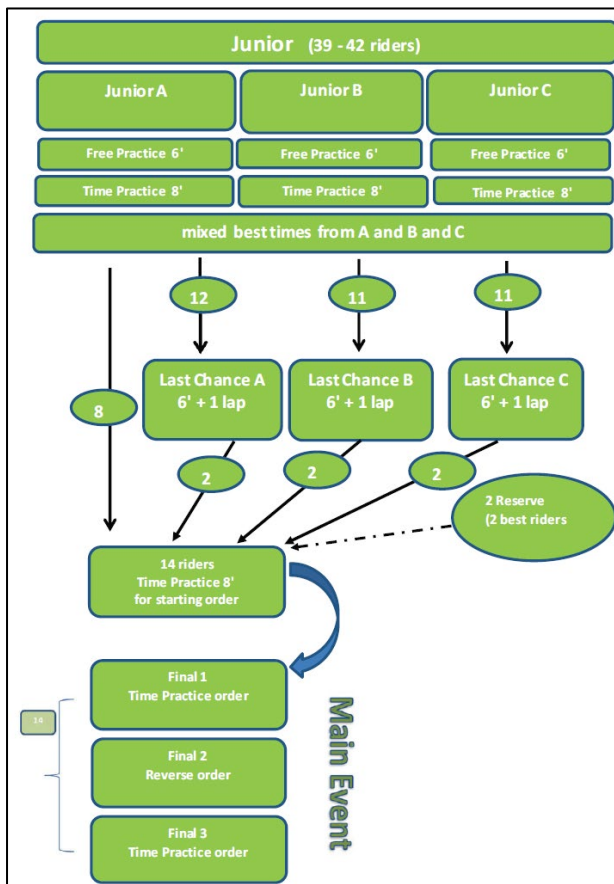 Junior (39 - 42 riders)
Junior A
Junior B
Junior C
Free Practice 6'
Free Practice 6'
Free Practice 6'
Time Practice 8'
Time Practice 8'
Time Practice 8'
mixed best times from A and B and C
12
11
11
Last Chance A
6' + 1 lap
Last Chance B
6' + 1 lap
Last Chance C
6' + 1 lap
8
2
2
2
2 Reserve
(2 best riders
14 riders
Time Practice 8'
for starting order
Final 1
Time Practice order
14
Final 2
Reverse order
Final 3
Time Practice order
Main Event